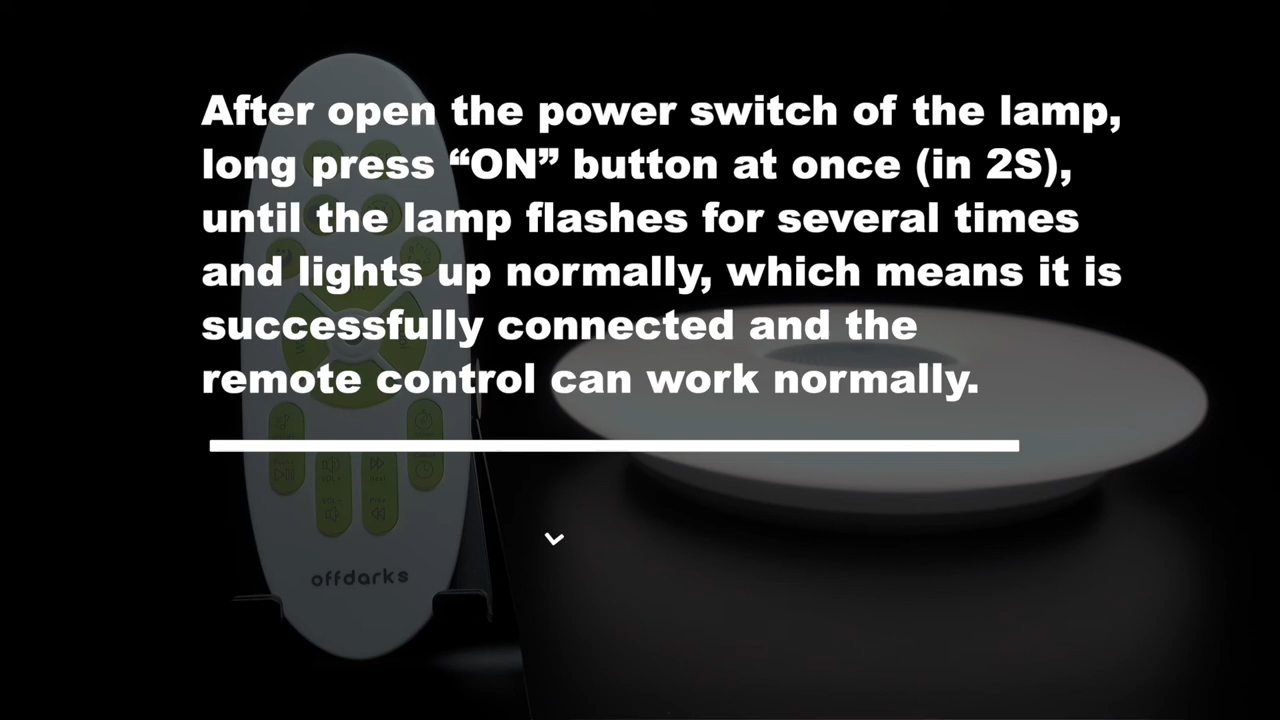 After open the power switch of the lamp,
long press “ON” button at once (in 2S),
until the lamp flashes for several times
and lights up normally, which means it is
successfully connected and the
remote control can work normally.
offdarks